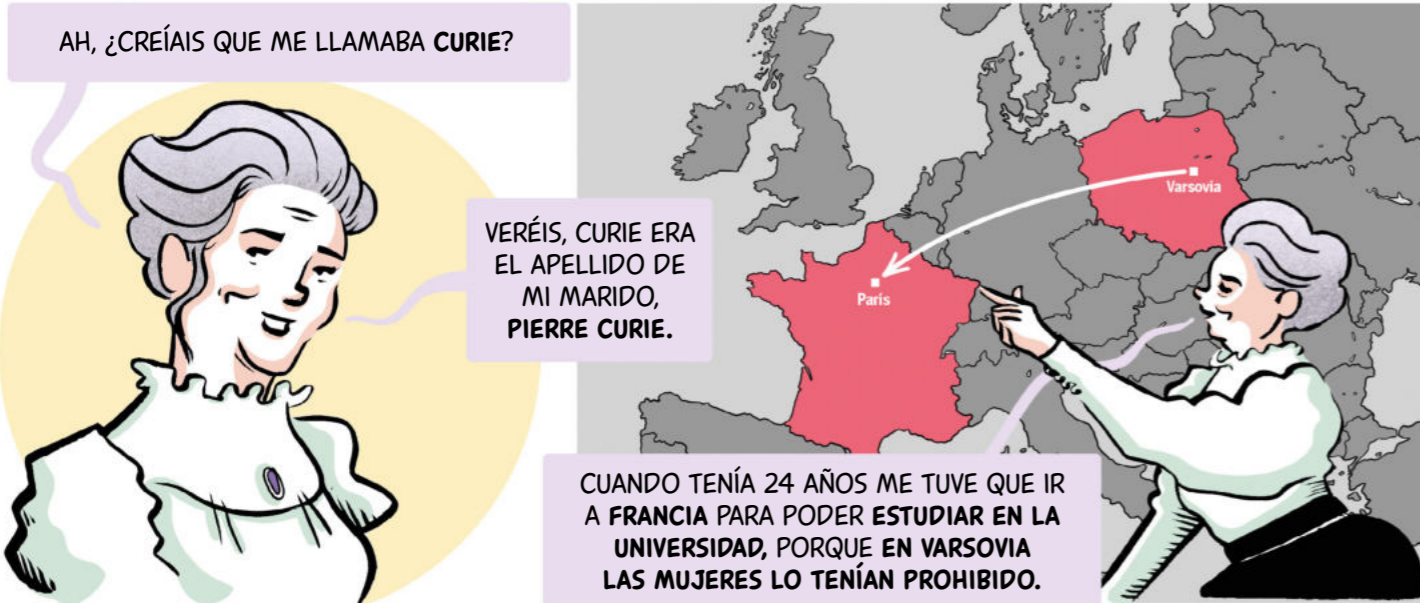 AH, ¿CREÍAIS QUE ME LLAMABA CURIE?
VERÉIS, CURIE ERA
EL APELLIDO DE
MI MARIDO,
PIERRE CURIE.
Varsovia
París
CUANDO TENÍA 24 AÑOS ME TUVE QUE IR
A FRANCIA PARA PODER ESTUDIAR EN LA
UNIVERSIDAD, PORQUE EN VARSOVIA
LAS MUJERES LO TENÍAN PROHIBIDO.